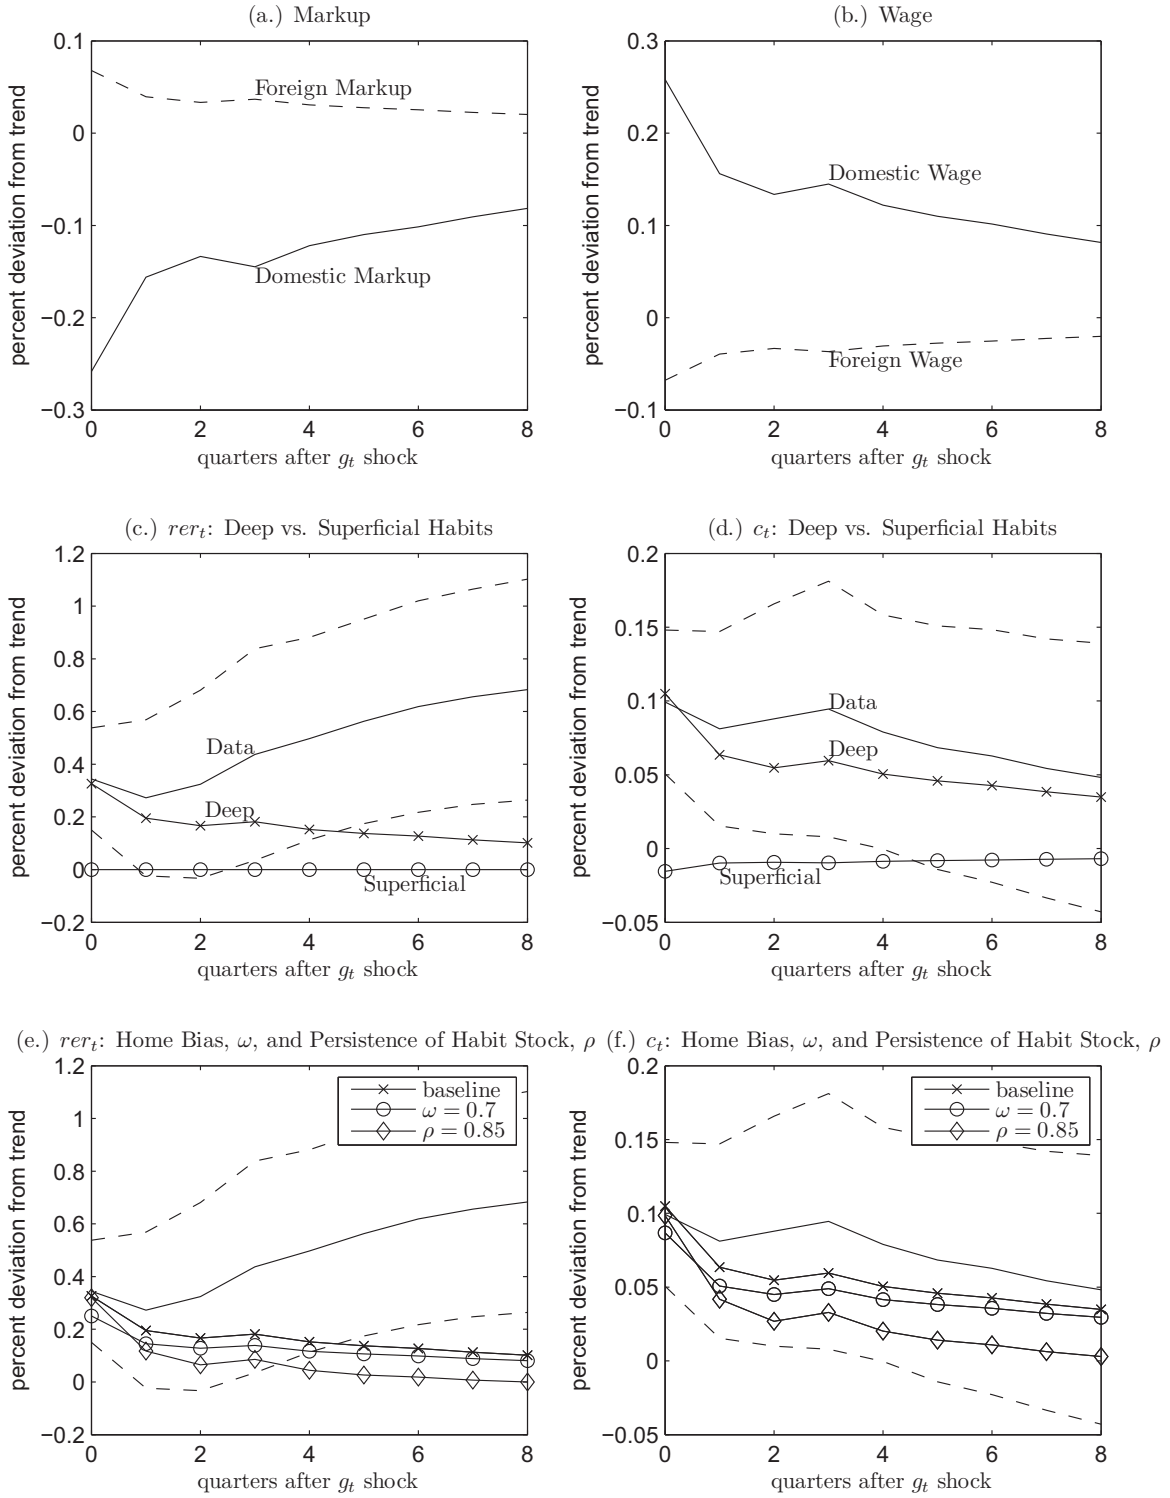 (a.) Markup
percent deviation from trend
0.1
0
−0.1
−0.2
−0.3
Foreign Markup
Domestic Markup
0 2 4 6 8
quarters after g_t shock
(b.) Wage
percent deviation from trend
0.3
0.2
0.1
0
−0.1
Domestic Wage
Foreign Wage
0 2 4 6 8
quarters after g_t shock
(c.) rer_t: Deep vs. Superficial Habits
percent deviation from trend
1.2
1
0.8
0.6
0.4
0.2
0
−0.2
Data
Deep
Superficial
0 2 4 6 8
quarters after g_t shock
(d.) c_t: Deep vs. Superficial Habits
percent deviation from trend
0.2
0.15
0.1
0.05
0
−0.05
Data
Deep
Superficial
0 2 4 6 8
quarters after g_t shock
(e.) rer_t: Home Bias, ω, and Persistence of Habit Stock, ρ
percent deviation from trend
1.2
1
0.8
0.6
0.4
0.2
0
−0.2
baseline
ω = 0.7
ρ = 0.85
0 2 4 6 8
quarters after g_t shock
(f.) c_t: Home Bias, ω, and Persistence of Habit Stock, ρ
percent deviation from trend
0.2
0.15
0.1
0.05
0
−0.05
baseline
ω = 0.7
ρ = 0.85
0 2 4 6 8
quarters after g_t shock